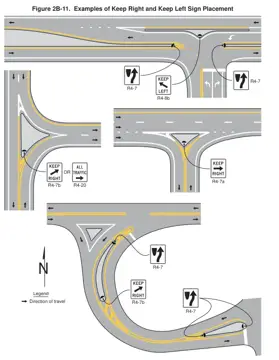 Figure 2B-11. Examples of Keep Right and Keep Left Sign Placement
R4-7
KEEP
LEFT
R4-8b
R4-7
KEEP
RIGHT
R4-7b
OR
ALL
TRAFFIC
R4-20
KEEP
RIGHT
R4-7a
R4-7
KEEP
RIGHT
R4-7b
R4-7
N
Legend
Direction of travel